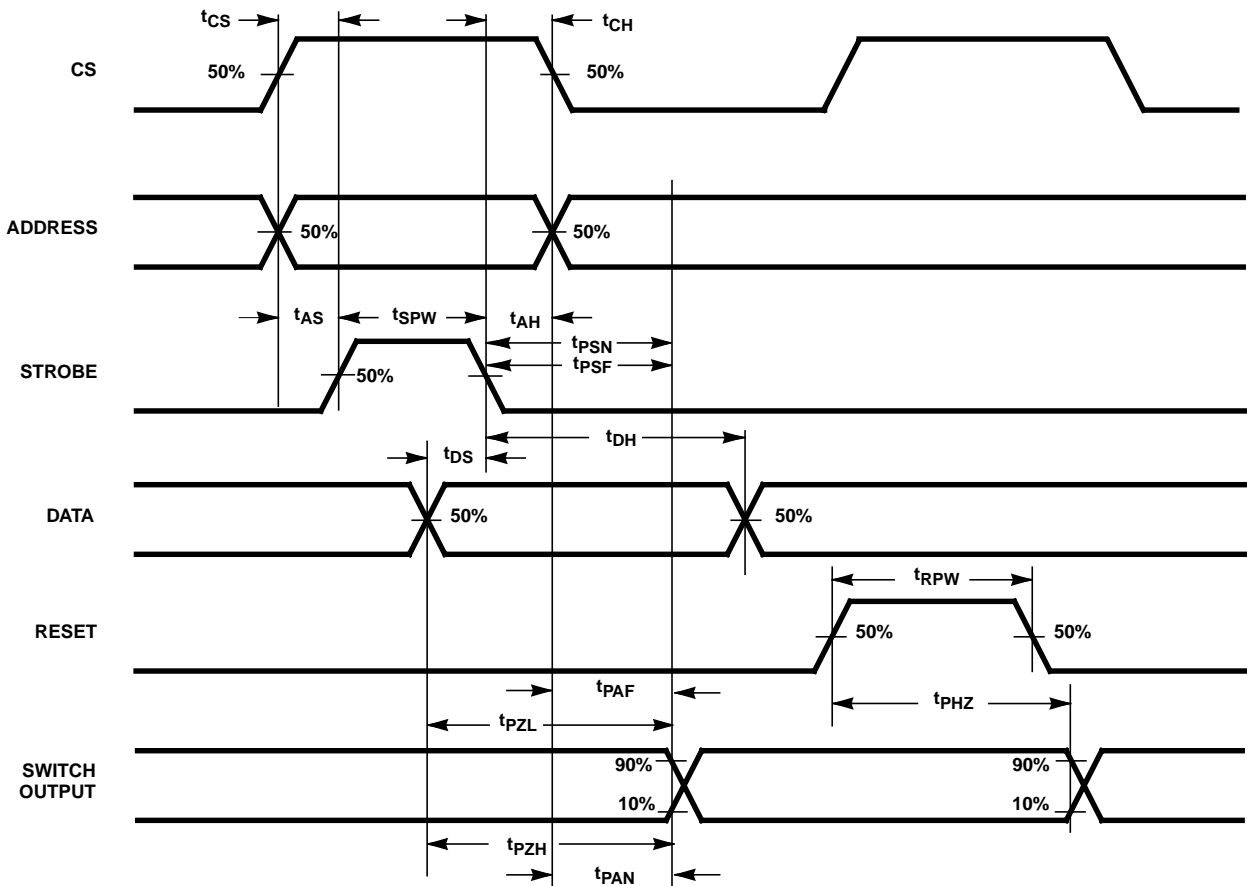 tCS
tCH
CS
50%
50%
ADDRESS
50%
50%
tAS
tSPW
tAH
tPSN
tPSF
STROBE
50%
tDH
tDS
DATA
50%
50%
tRPW
RESET
50%
50%
tPAF
tPHZ
tPZL
SWITCH
OUTPUT
90%
90%
10%
10%
tPZH
tPAN